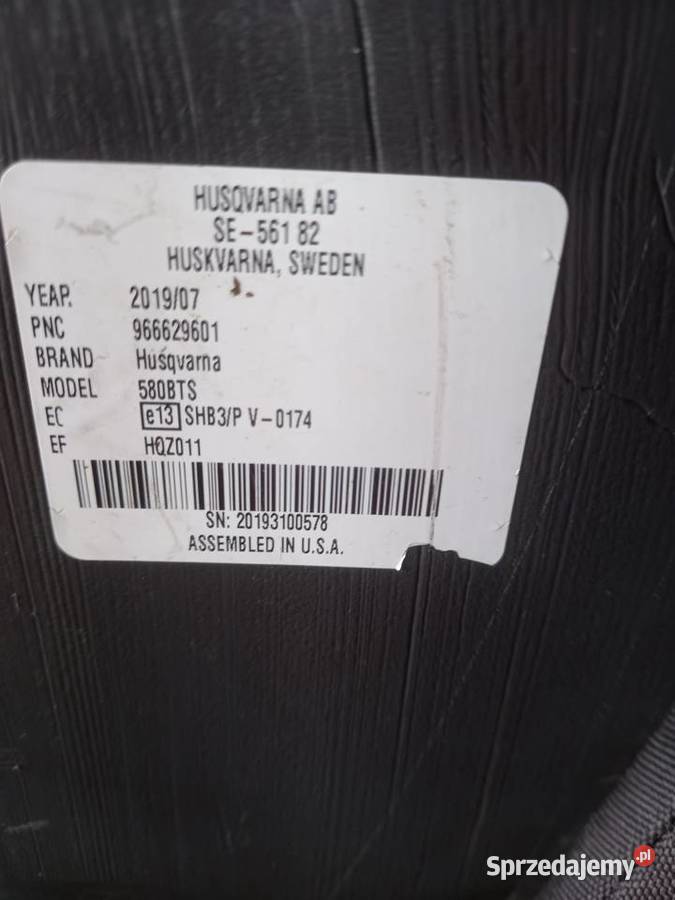 HUSQVARNA AB
SE-561 82
HUSKVARNA, SWEDEN
YEAR 2019/07
PNC 966629601
BRAND Husqvarna
MODEL 580BTS
EC e13 SHB3/P V-0174
EF HQZ011
SN: 20193100578
ASSEMBLED IN U.S.A.
Sprzedajemy.pl